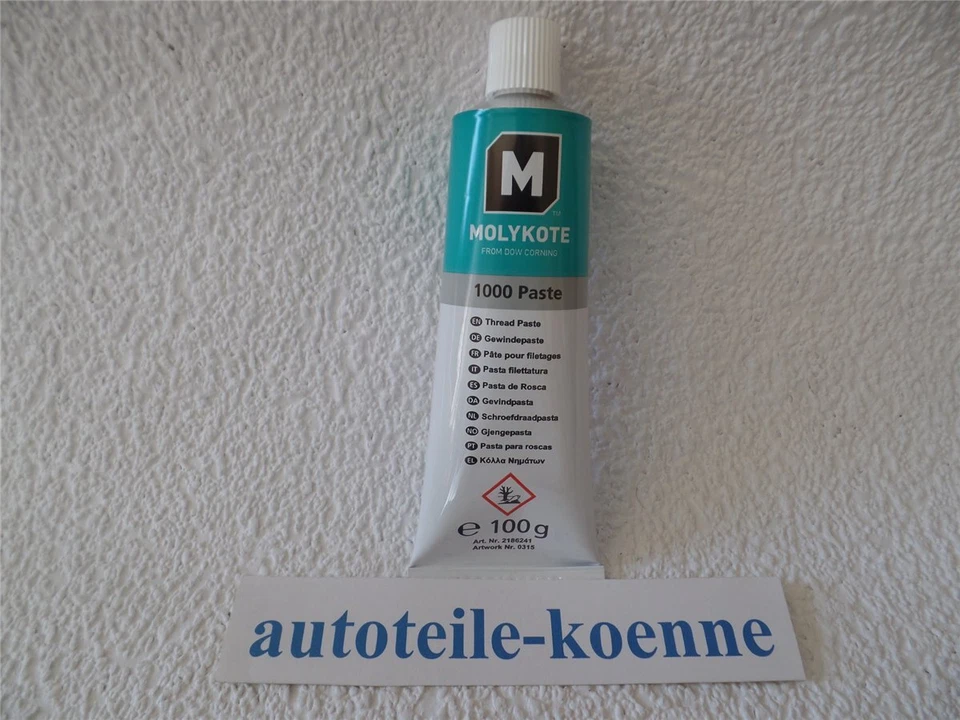 M
™
MOLYKOTE
FROM DOW CORNING
1000 Paste
EN Thread Paste
DE Gewindepaste
FR Pâte pour filetages
IT Pasta filettatura
ES Pasta de Rosca
DA Gevindpasta
NL Schroefdraadpasta
NO Gjengepasta
PT Pasta para roscas
EL Κόλλα Νημάτων
e 100 g
Art. Nr. 2186241
Artwork Nr. 0315
autoteile-koenne